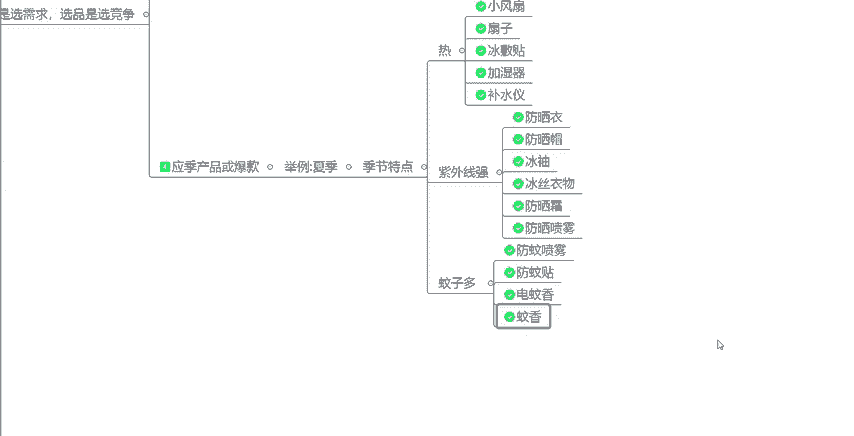 是选需求，选品是选竞争
小风扇
扇子
热
冰敷贴
加湿器
补水仪
防晒衣
防晒帽
4 应季产品或爆款
举例:夏季
季节特点
紫外线强
冰袖
冰丝衣物
防晒霜
防晒喷雾
防蚊喷雾
防蚊贴
蚊子多
电蚊香
蚊香